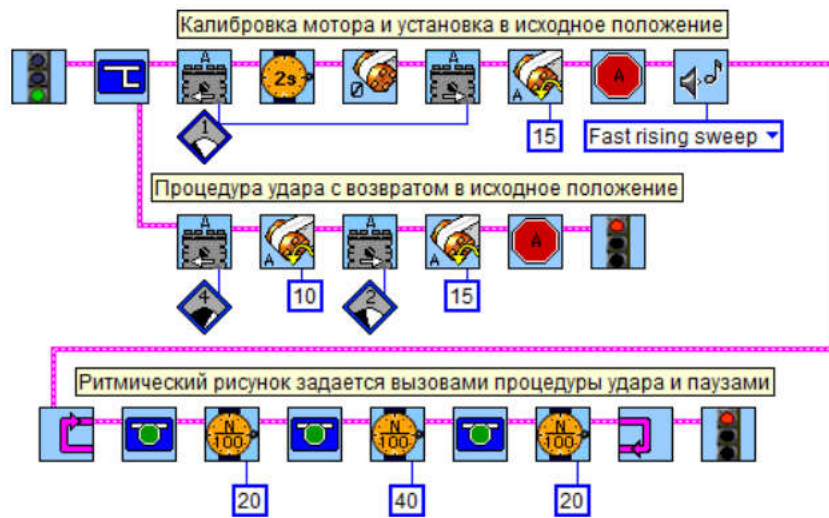 Калибровка мотора и установка в исходное положение
A 2s Ø A A A
1 15 Fast rising sweep
Процедура удара с возвратом в исходное положение
A A A A A
4 10 2 15
Ритмический рисунок задается вызовами процедуры удара и паузами
N/100 N/100 N/100
20 40 20